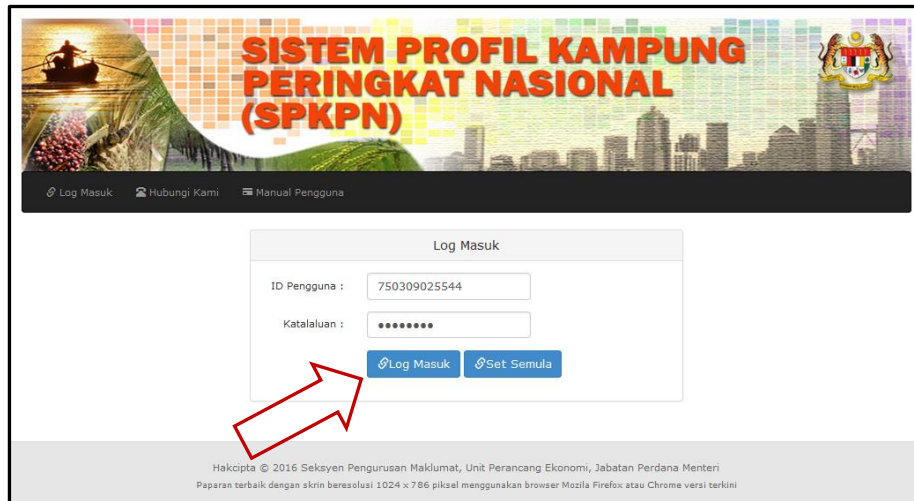 SISTEM PROFIL KAMPUNG
PERINGKAT NASIONAL
(SPKPN)
Log Masuk Hubungi Kami Manual Pengguna
Log Masuk
ID Pengguna : 750309025544
Katalaluan : ••••••••
Log Masuk Set Semula
Hakcipta © 2016 Seksyen Pengurusan Maklumat, Unit Perancang Ekonomi, Jabatan Perdana Menteri
Paparan terbaik dengan skrin beresolusi 1024 x 786 piksel menggunakan browser Mozila Firefox atau Chrome versi terkini